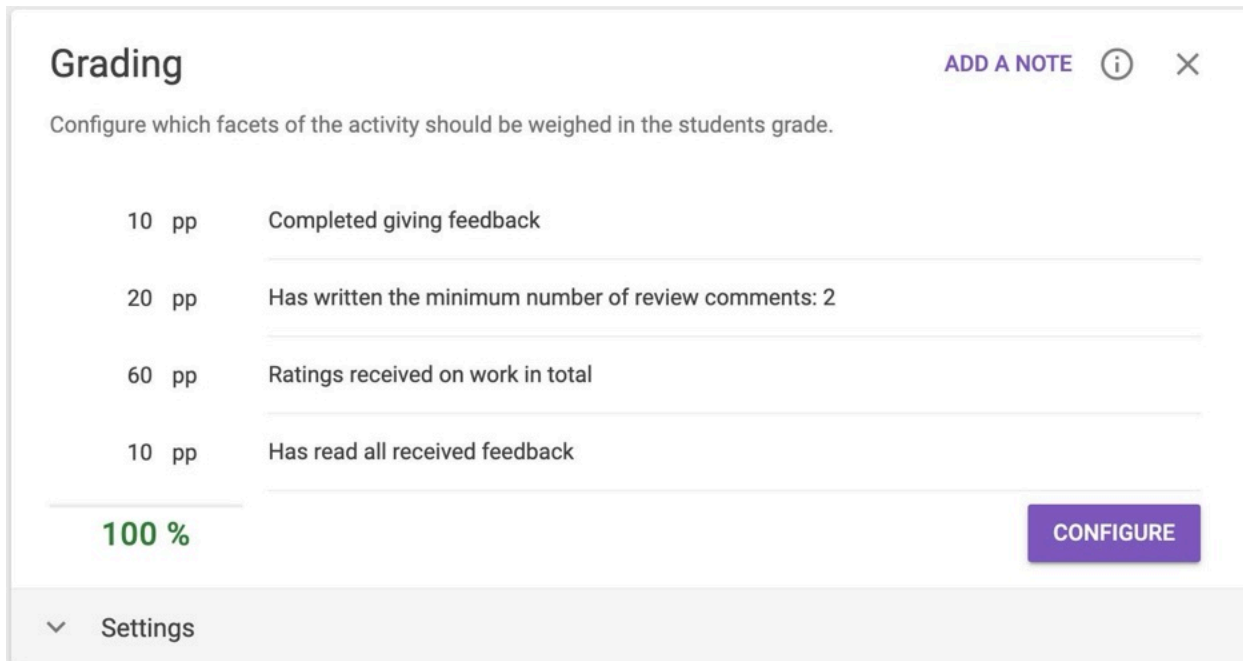 Grading
ADD A NOTE
Configure which facets of the activity should be weighed in the students grade.
10 pp Completed giving feedback
20 pp Has written the minimum number of review comments: 2
60 pp Ratings received on work in total
10 pp Has read all received feedback
100 %
CONFIGURE
Settings